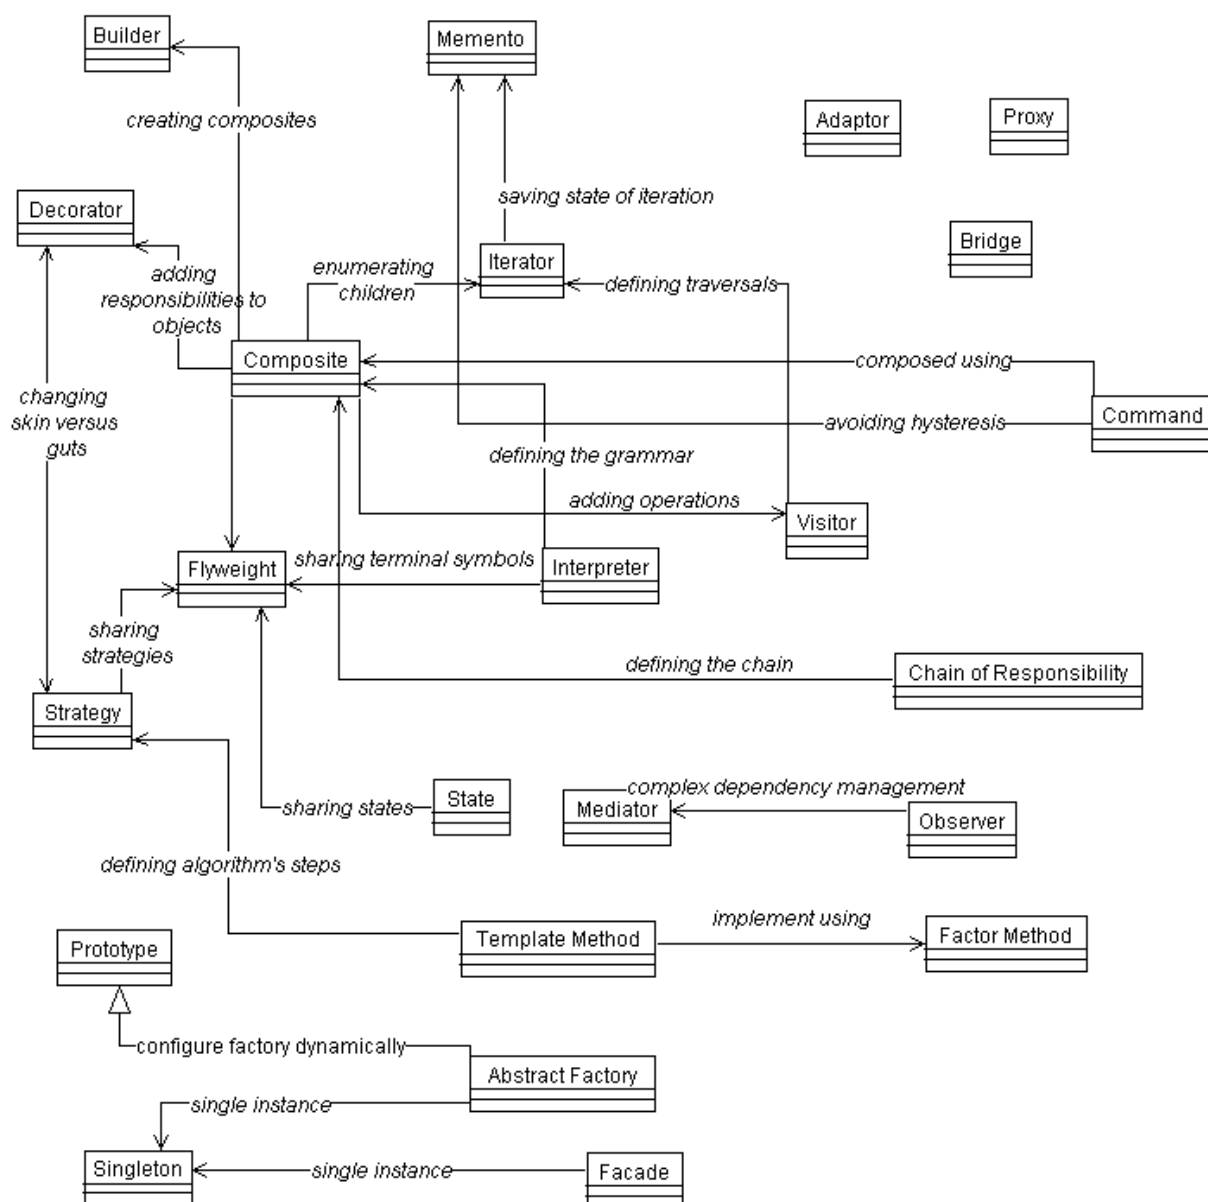 Builder
Memento
Adaptor
Proxy
creating composites
saving state of iteration
Decorator
Bridge
Iterator
enumerating
children
defining traversals
adding
responsibilities to
objects
Composite
composed using
changing
skin versus
guts
Command
avoiding hysteresis
defining the grammar
adding operations
Visitor
Flyweight
sharing terminal symbols
Interpreter
sharing
strategies
defining the chain
Chain of Responsibility
Strategy
sharing states
State
complex dependency management
Mediator
Observer
defining algorithm's steps
implement using
Prototype
Template Method
Factor Method
configure factory dynamically
Abstract Factory
single instance
Singleton
single instance
Facade